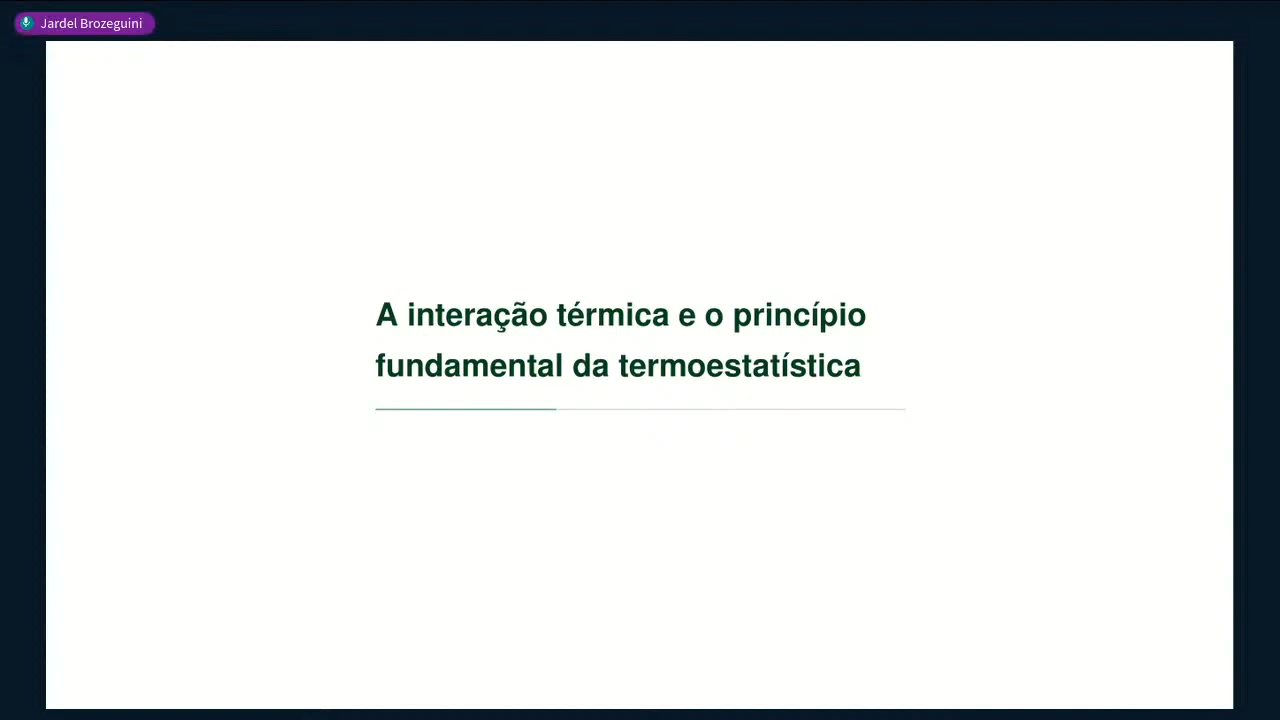 Jardel Brozeguini
A interação térmica e o princípio
fundamental da termoestatística